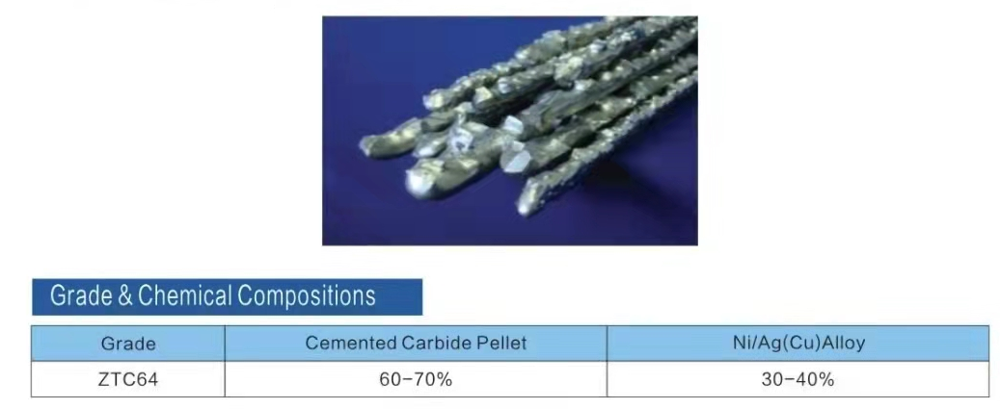 Grade & Chemical Compositions
Grade Cemented Carbide Pellet Ni/Ag(Cu)Alloy
ZTC64 60-70% 30-40%